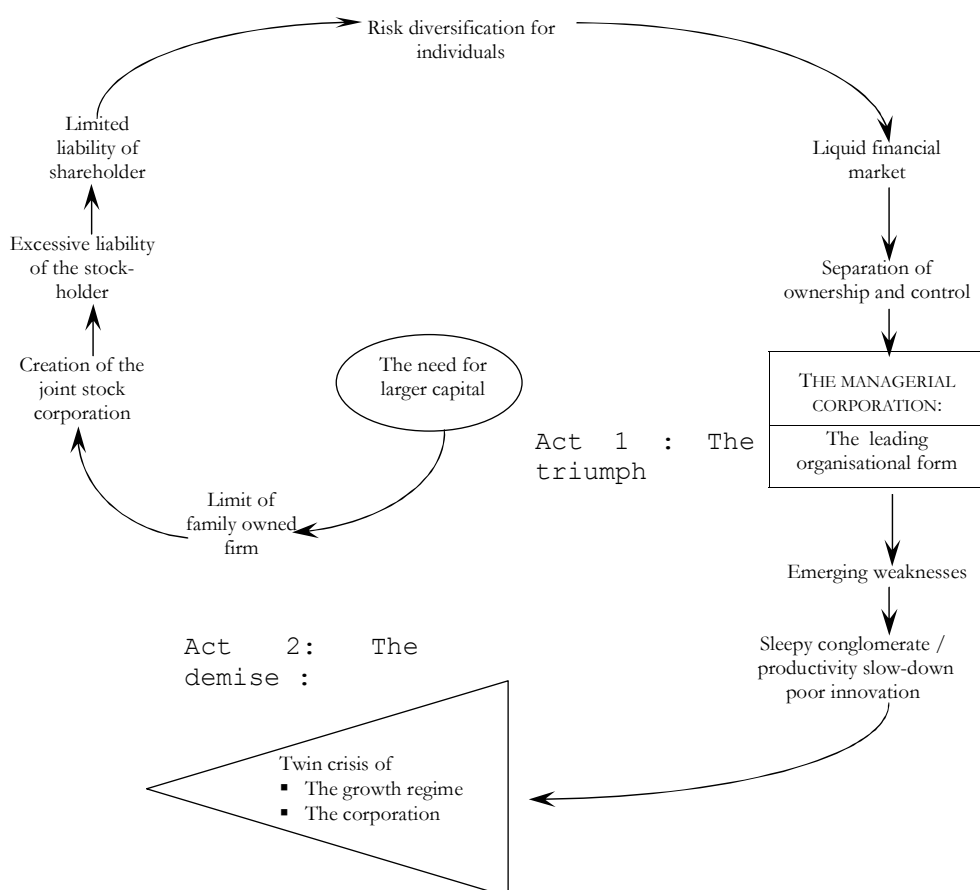 Risk diversification for
individuals
Limited
liability of
shareholder
Liquid financial
market
Excessive liability
of the stock-
holder
Separation of
ownership and control
Creation of the
joint stock
corporation
The need for
larger capital
THE MANAGERIAL
CORPORATION:
The leading
organisational form
Act 1 : The
triumph
Limit of
family owned
firm
Emerging weaknesses
Act 2: The
demise :
Sleepy conglomerate /
productivity slow-down
poor innovation
Twin crisis of
▪ The growth regime
▪ The corporation